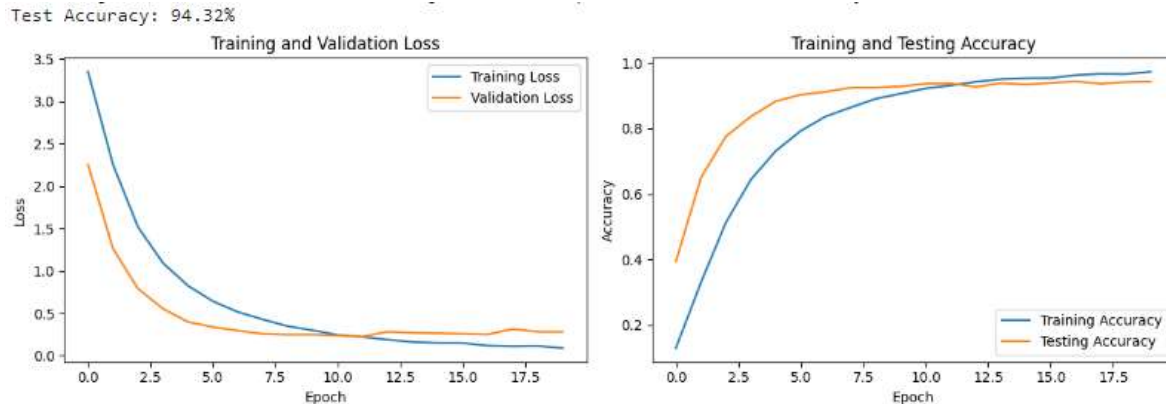 Test Accuracy: 94.32%
Training and Validation Loss
Training Loss
Validation Loss
3.5
3.0
2.5
2.0
1.5
1.0
0.5
0.0
Loss
0.0 2.5 5.0 7.5 10.0 12.5 15.0 17.5
Epoch
Training and Testing Accuracy
1.0
0.8
0.6
0.4
0.2
Accuracy
Training Accuracy
Testing Accuracy
0.0 2.5 5.0 7.5 10.0 12.5 15.0 17.5
Epoch